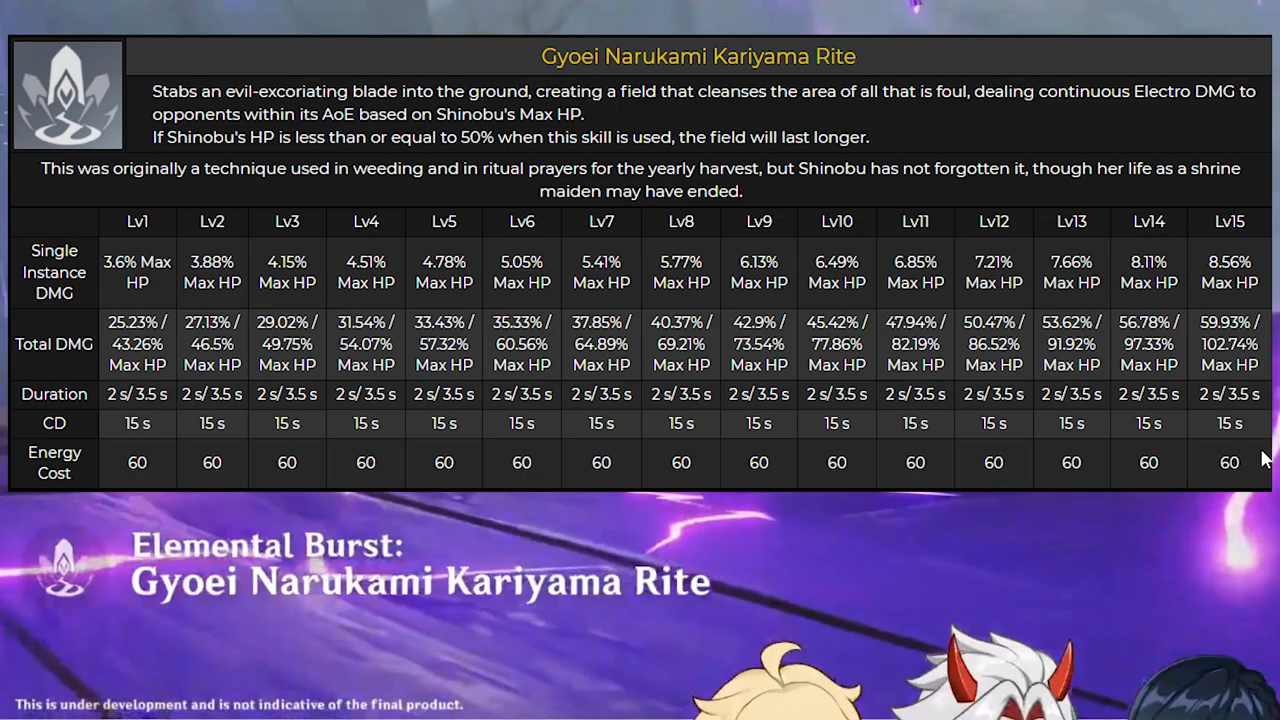 Gyoei Narukami Kariyama Rite
Stabs an evil-excoriating blade into the ground, creating a field that cleanses the area of all that is foul, dealing continuous Electro DMG to
opponents within its AoE based on Shinobu's Max HP.
If Shinobu's HP is less than or equal to 50% when this skill is used, the field will last longer.
This was originally a technique used in weeding and in ritual prayers for the yearly harvest, but Shinobu has not forgotten it, though her life as a shrine
maiden may have ended.
Lv1 Lv2 Lv3 Lv4 Lv5 Lv6 Lv7 Lv8 Lv9 Lv10 Lv11 Lv12 Lv13 Lv14 Lv15
Single
Instance
DMG
3.6% Max 3.88% 4.15% 4.51% 4.78% 5.05% 5.41% 5.77% 6.13% 6.49% 6.85% 7.21% 7.66% 8.11% 8.56%
HP Max HP Max HP Max HP Max HP Max HP Max HP Max HP Max HP Max HP Max HP Max HP Max HP Max HP Max HP
Total DMG
25.23% / 27.13% / 29.02% / 31.54% / 33.43% / 35.33% / 37.85% / 40.37% / 42.9% / 45.42% / 47.94% / 50.47% / 53.62% / 56.78% / 59.93% /
43.26% 46.5% 49.75% 54.07% 57.32% 60.56% 64.89% 69.21% 73.54% 77.86% 82.19% 86.52% 91.92% 97.33% 102.74%
Max HP Max HP Max HP Max HP Max HP Max HP Max HP Max HP Max HP Max HP Max HP Max HP Max HP Max HP Max HP
Duration 2 s/ 3.5 s 2 s/ 3.5 s 2 s/ 3.5 s 2 s/ 3.5 s 2 s/ 3.5 s 2 s/ 3.5 s 2 s/ 3.5 s 2 s/ 3.5 s 2 s/ 3.5 s 2 s/ 3.5 s 2 s/ 3.5 s 2 s/ 3.5 s 2 s/ 3.5 s 2 s/ 3.5 s 2 s/ 3.5 s
CD 15 s 15 s 15 s 15 s 15 s 15 s 15 s 15 s 15 s 15 s 15 s 15 s 15 s 15 s 15 s
Energy
Cost
60 60 60 60 60 60 60 60 60 60 60 60 60 60 60
Elemental Burst:
Gyoei Narukami Kariyama Rite
This is under development and is not indicative of the final product.